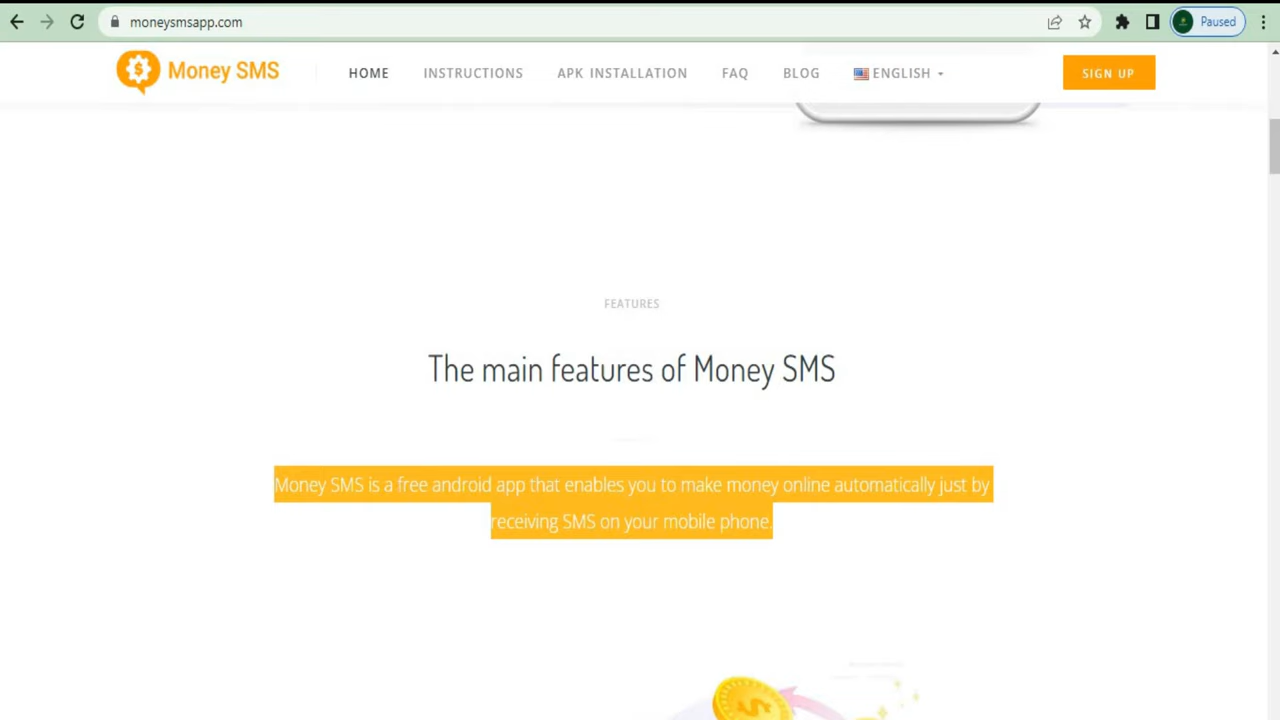 moneysmsapp.com
Paused
Money SMS
HOME
INSTRUCTIONS
APK INSTALLATION
FAQ
BLOG
ENGLISH
SIGN UP
FEATURES
The main features of Money SMS
Money SMS is a free android app that enables you to make money online automatically just by
receiving SMS on your mobile phone.